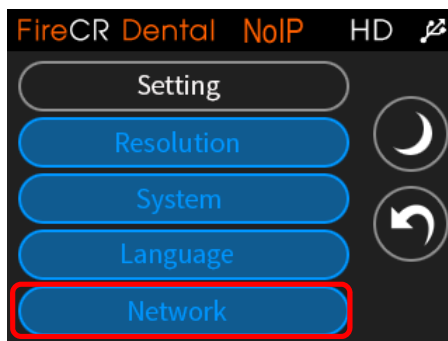 FireCR Dental NoIP HD
Setting
Resolution
System
Language
Network